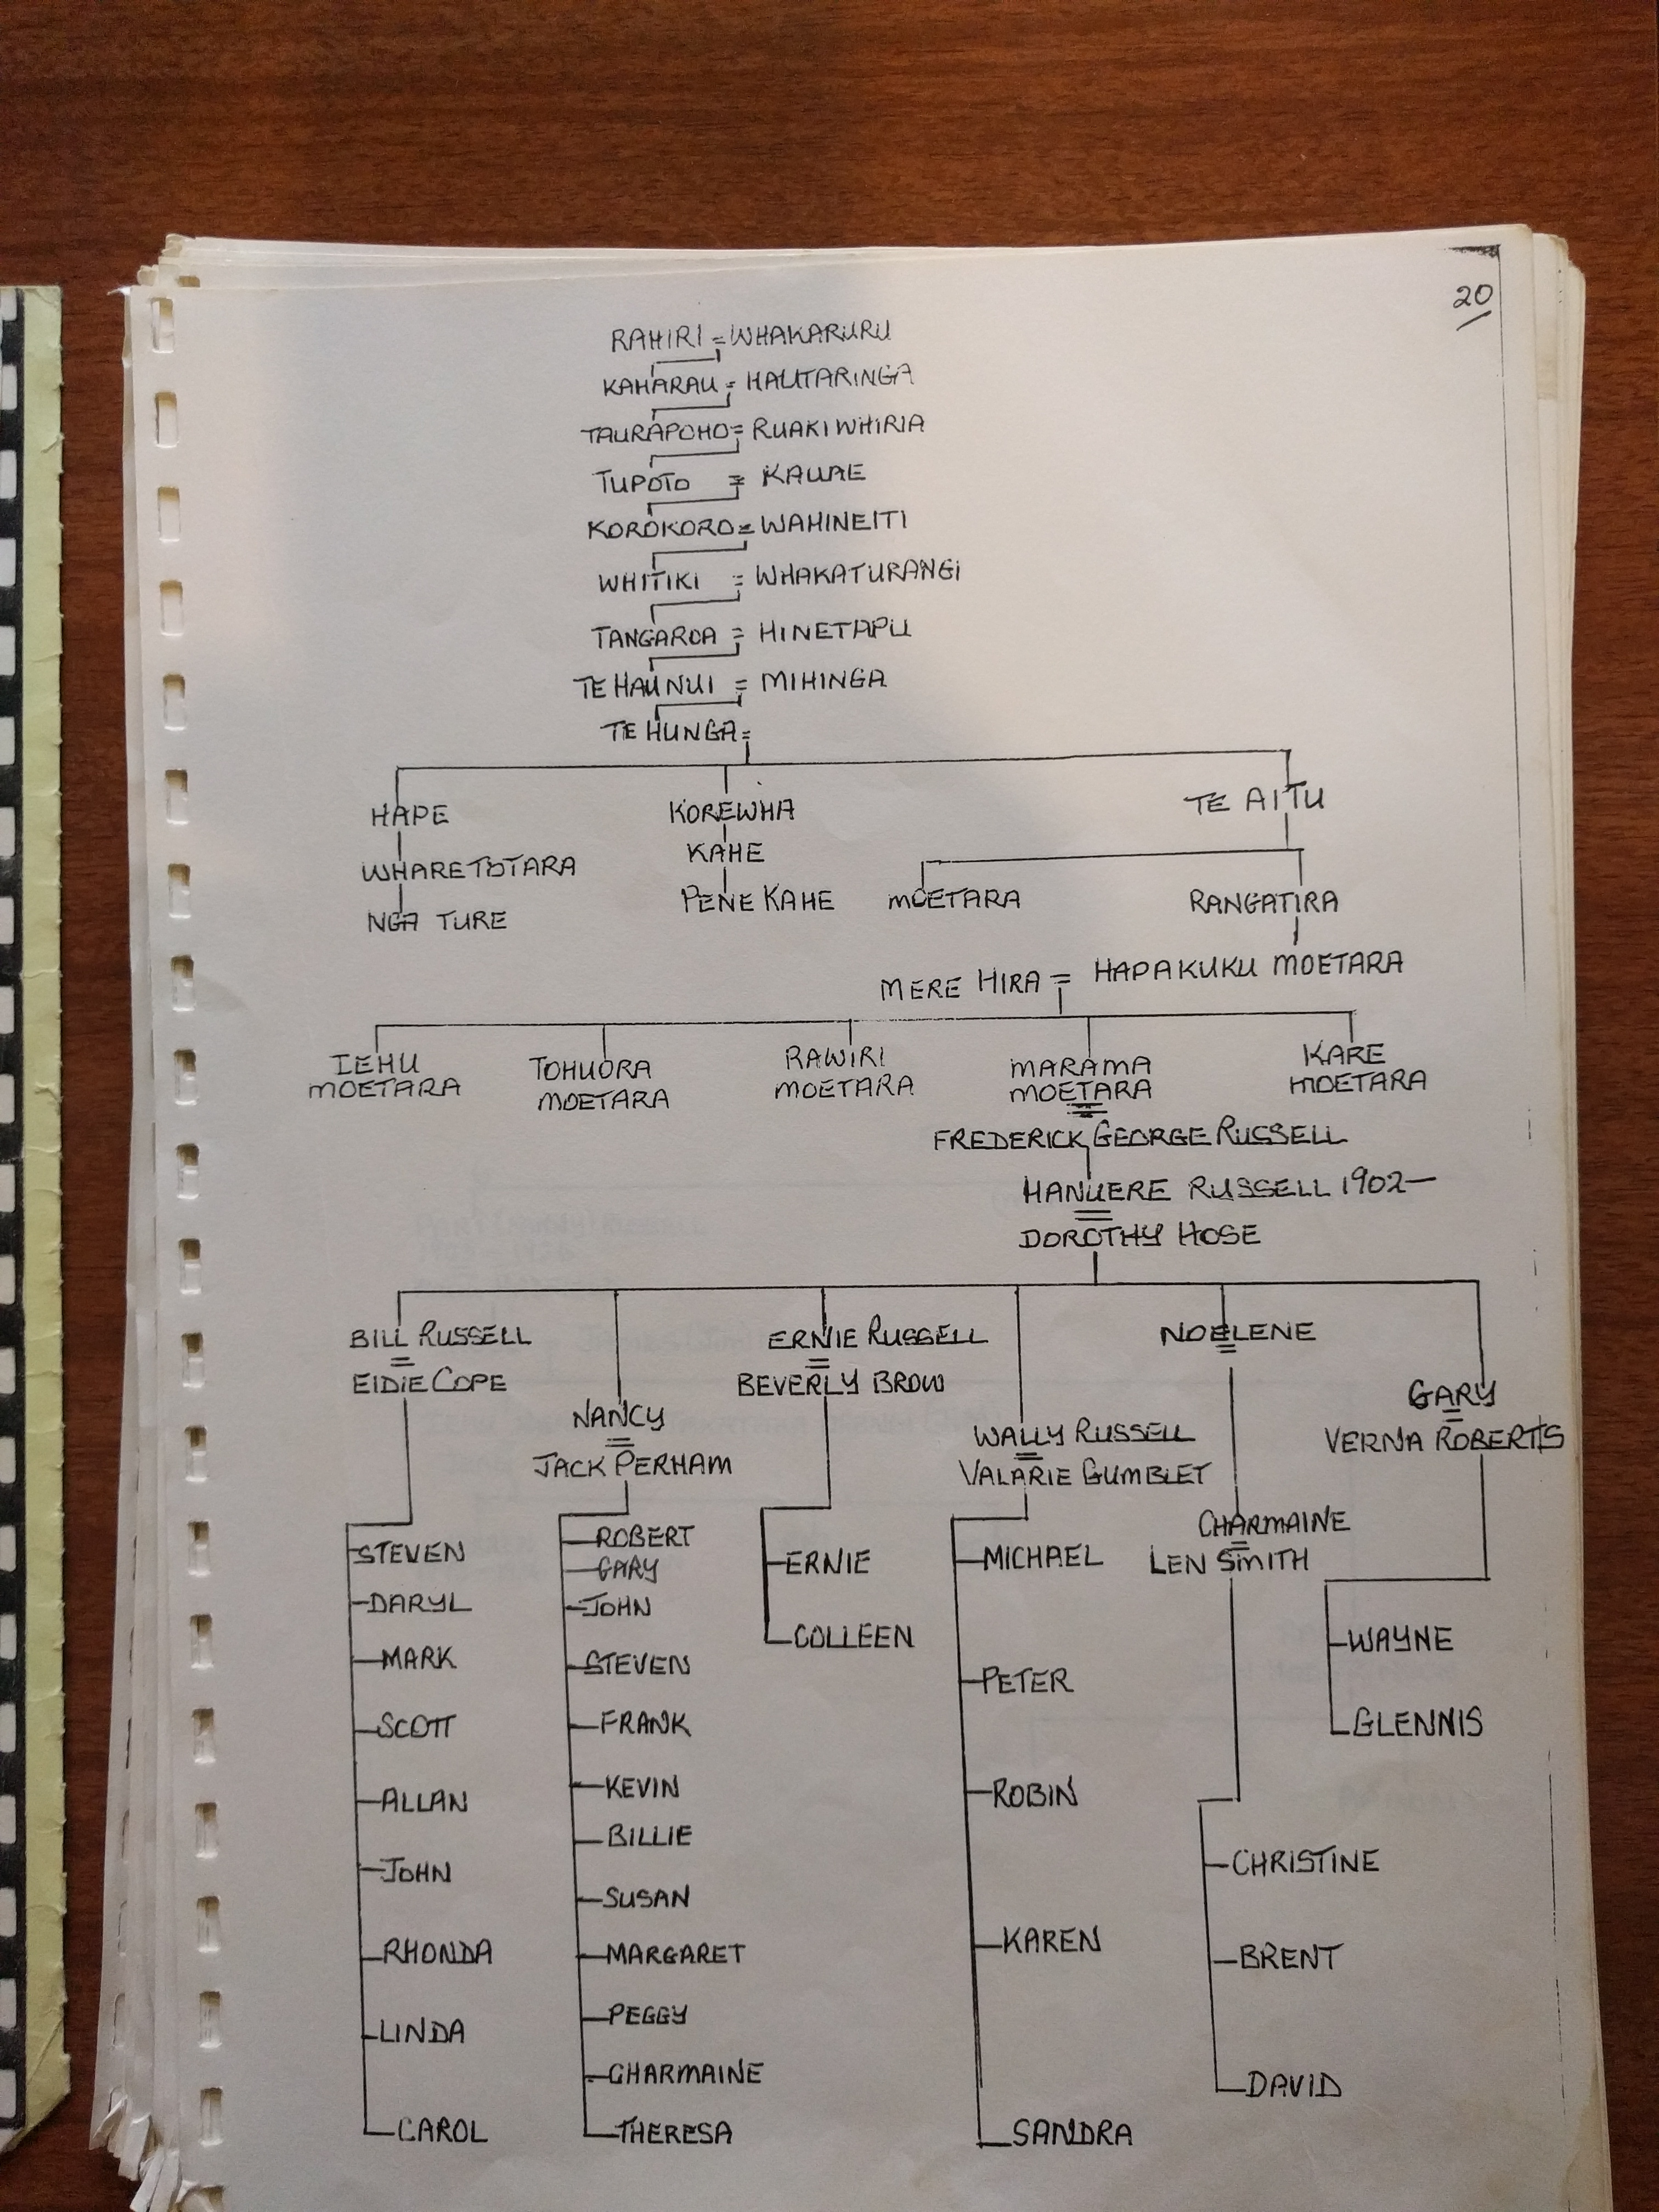 20
RAHIRI = WHAKARURU
KAHARAU = HAUTARINGA
TAURAPOHO = RUAKIWHIRIA
TUPOTO = KAWAE
KOROKORO = WAHINEITI
WHITIKI = WHAKATURANGI
TANGAROA = HINETAPU
TE HAUNUI = MIHINGA
TE HUNGA =
HAPE KOREWHA TE AITU
WHARETOTARA KAHE
NGA TURE PENE KAHE MOETARA RANGATIRA
MERE HIRA = HAPAKUKU MOETARA
IEHU TOHUORA RAWIRI MARAMA KARE
MOETARA MOETARA MOETARA MOETARA MOETARA
=
FREDERICK GEORGE RUSSELL
HANUERE RUSSELL 1902—
=
DOROTHY HOSE
BILL RUSSELL ERNIE RUSSELL NOELENE
= = =
EIDIE COPE BEVERLY BROW GARY
NANCY =
= WALLY RUSSELL VERNA ROBERTS
JACK PERHAM =
VALARIE GUMBLET
CHARMAINE
=
LEN SMITH
STEVEN
DARYL
MARK
SCOTT
ALLAN
JOHN
RHONDA
LINDA
CAROL
ROBERT
GARY
JOHN
STEVEN
FRANK
KEVIN
BILLIE
SUSAN
MARGARET
PEGGY
CHARMAINE
THERESA
ERNIE
COLLEEN
MICHAEL
PETER
ROBIN
KAREN
SANDRA
CHRISTINE
BRENT
DAVID
WAYNE
GLENNIS